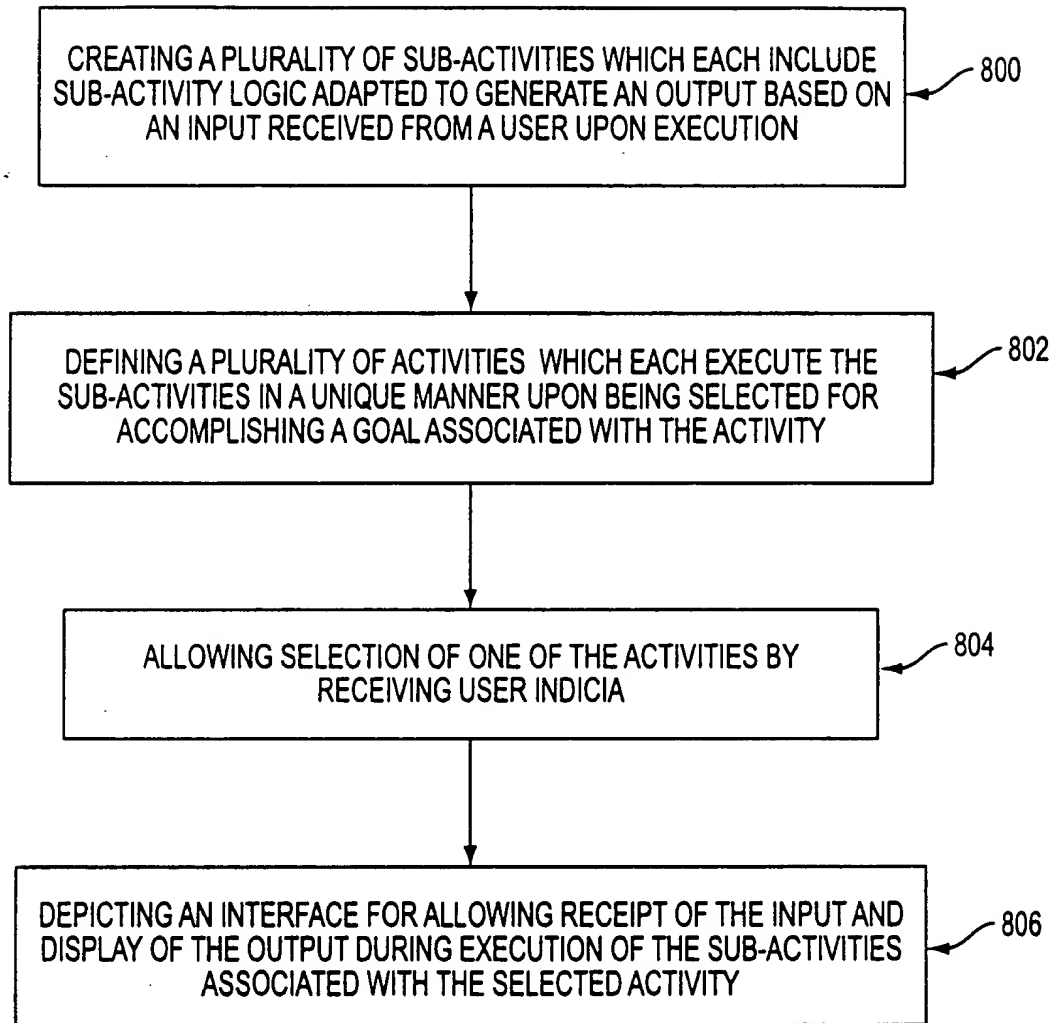 CREATING A PLURALITY OF SUB-ACTIVITIES WHICH EACH INCLUDE
SUB-ACTIVITY LOGIC ADAPTED TO GENERATE AN OUTPUT BASED ON
AN INPUT RECEIVED FROM A USER UPON EXECUTION
800
DEFINING A PLURALITY OF ACTIVITIES WHICH EACH EXECUTE THE
SUB-ACTIVITIES IN A UNIQUE MANNER UPON BEING SELECTED FOR
ACCOMPLISHING A GOAL ASSOCIATED WITH THE ACTIVITY
802
ALLOWING SELECTION OF ONE OF THE ACTIVITIES BY
RECEIVING USER INDICIA
804
DEPICTING AN INTERFACE FOR ALLOWING RECEIPT OF THE INPUT AND
DISPLAY OF THE OUTPUT DURING EXECUTION OF THE SUB-ACTIVITIES
ASSOCIATED WITH THE SELECTED ACTIVITY
806